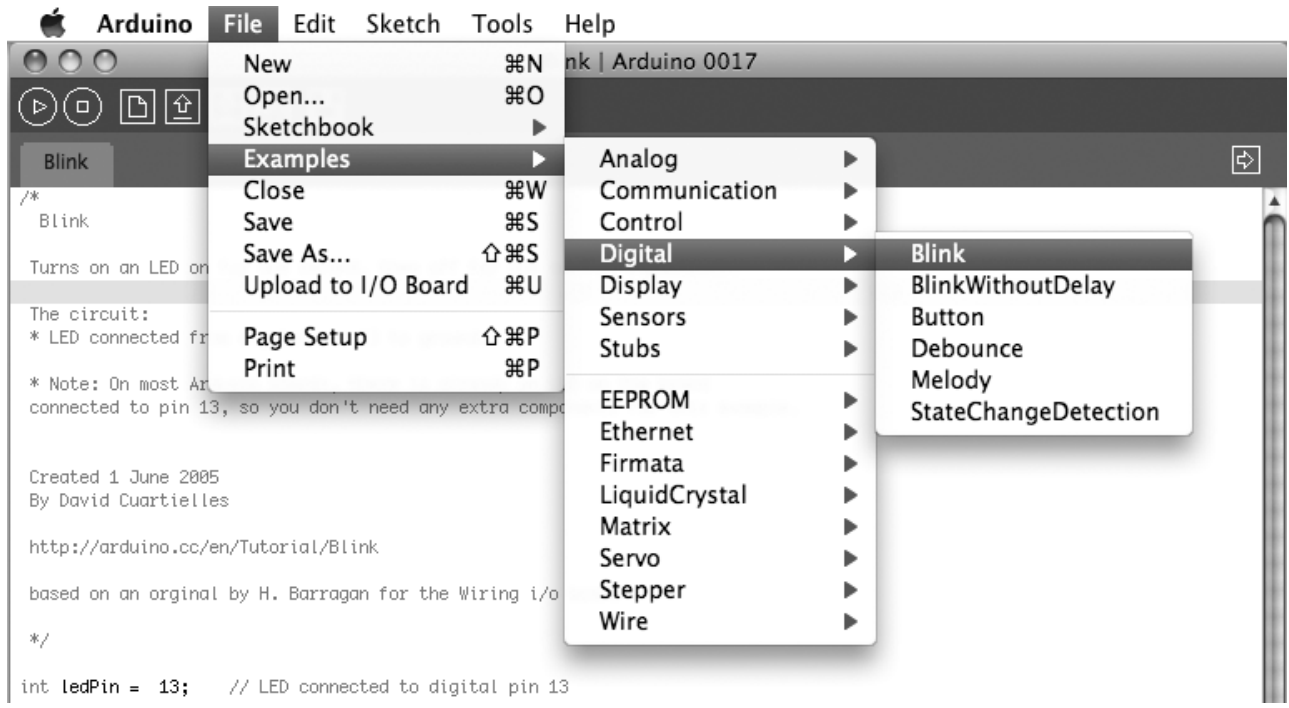 Arduino File Edit Sketch Tools Help
nk | Arduino 0017
New ⌘N
Open... ⌘O
Sketchbook ▶
Examples ▶
Close ⌘W
Save ⌘S
Save As... ⇧⌘S
Upload to I/O Board ⌘U
Page Setup ⇧⌘P
Print ⌘P
Analog ▶
Communication ▶
Control ▶
Digital ▶
Display ▶
Sensors ▶
Stubs ▶
EEPROM ▶
Ethernet ▶
Firmata ▶
LiquidCrystal ▶
Matrix ▶
Servo ▶
Stepper ▶
Wire ▶
Blink
BlinkWithoutDelay
Button
Debounce
Melody
StateChangeDetection
Blink
/*
Blink
Turns on an LED on
The circuit:
* LED connected fr
* Note: On most Ar
connected to pin 13, so you don't need any extra compo
Created 1 June 2005
By David Cuartielles
http://arduino.cc/en/Tutorial/Blink
based on an orginal by H. Barragan for the Wiring i/o
*/
int ledPin = 13; // LED connected to digital pin 13